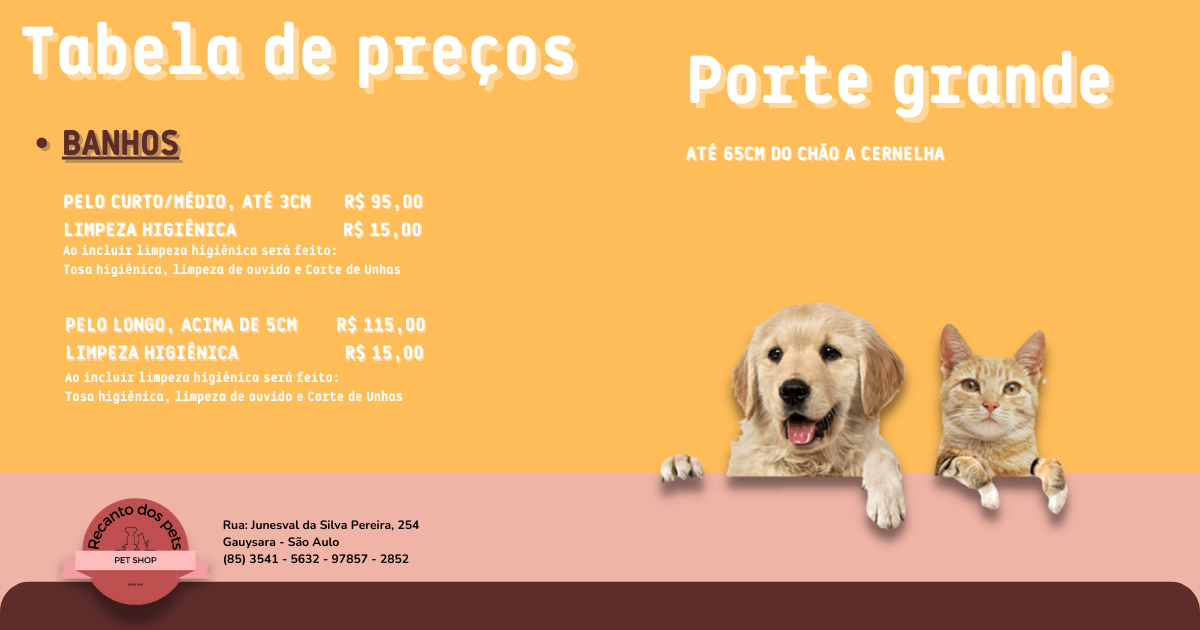 Tabela de preços
Porte grande
ATÉ 65CM DO CHÃO A CERNELHA
• BANHOS
PELO CURTO/MÉDIO, ATÉ 3CM R$ 95,00
LIMPEZA HIGIÊNICA R$ 15,00
Ao incluir limpeza higiênica será feito:
Tosa higiênica, limpeza de ouvido e Corte de Unhas
PELO LONGO, ACIMA DE 5CM R$ 115,00
LIMPEZA HIGIÊNICA R$ 15,00
Ao incluir limpeza higiênica será feito:
Tosa higiênica, limpeza de ouvido e Corte de Unhas
Recanto dos pets
PET SHOP
Rua: Junesval da Silva Pereira, 254
Gauysara - São Aulo
(85) 3541 - 5632 - 97857 - 2852